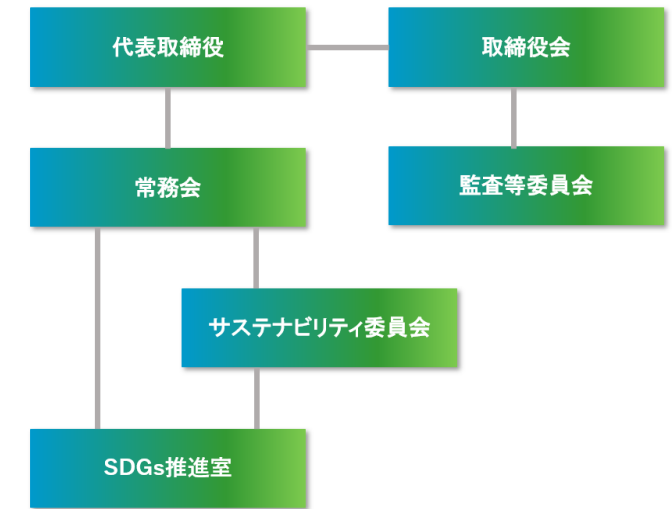 代表取締役
取締役会
常務会
監査等委員会
サステナビリティ委員会
SDGs推進室